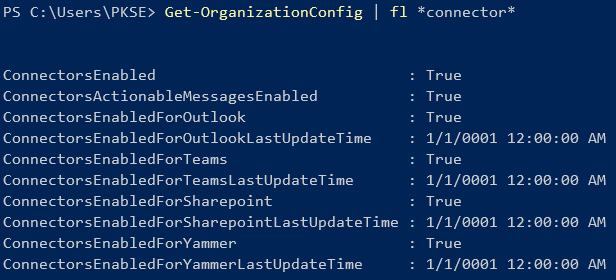 PS C:\Users\PKSE> Get-OrganizationConfig | fl *connector*
ConnectorsEnabled : True
ConnectorsActionableMessagesEnabled : True
ConnectorsEnabledForOutlook : True
ConnectorsEnabledForOutlookLastUpdateTime : 1/1/0001 12:00:00 AM
ConnectorsEnabledForTeams : True
ConnectorsEnabledForTeamsLastUpdateTime : 1/1/0001 12:00:00 AM
ConnectorsEnabledForSharepoint : True
ConnectorsEnabledForSharepointLastUpdateTime : 1/1/0001 12:00:00 AM
ConnectorsEnabledForYammer : True
ConnectorsEnabledForYammerLastUpdateTime : 1/1/0001 12:00:00 AM